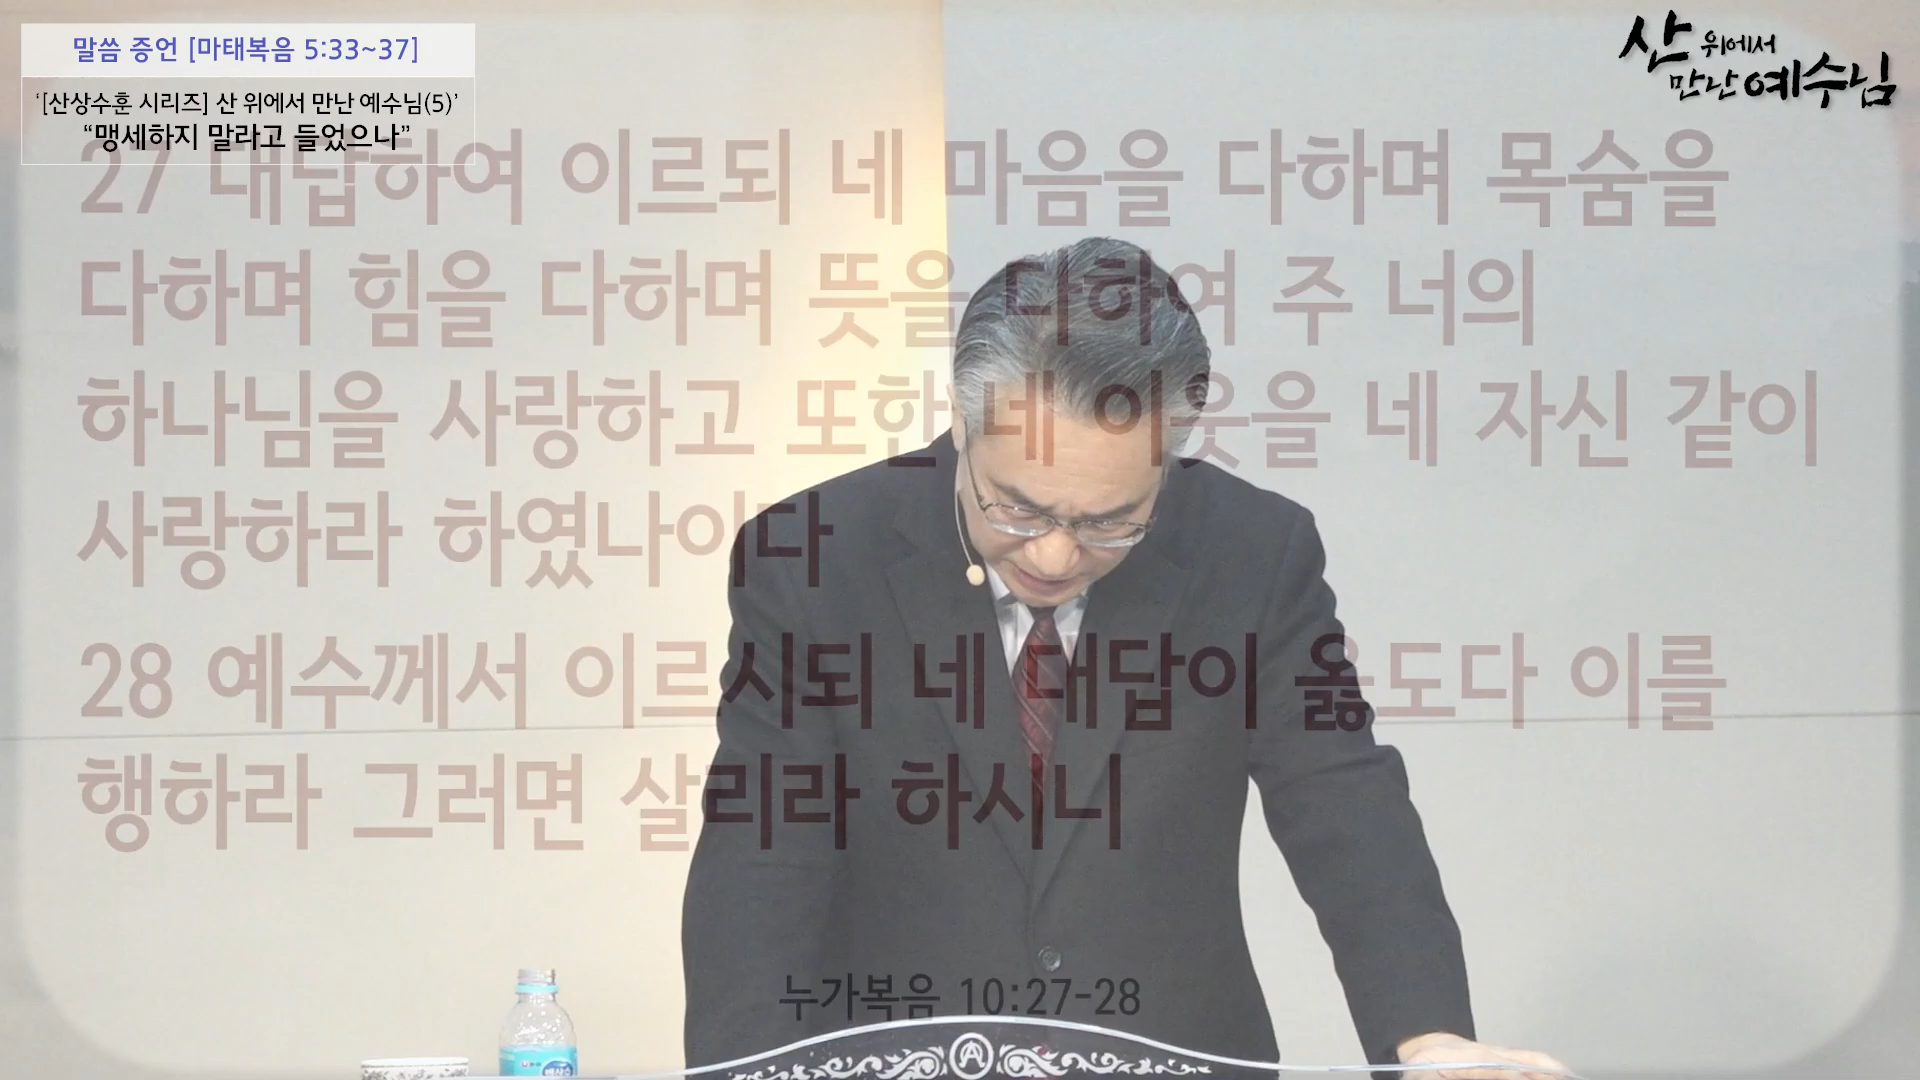 말씀 증언 [마태복음 5:33~37]
‘[산상수훈 시리즈] 산 위에서 만난 예수님(5)’
“맹세하지 말라고 들었으나”
산 위에서
만난 예수님
27 대답하여 이르되 네 마음을 다하며 목숨을
다하며 힘을 다하며 뜻을 다하여 주 너의
하나님을 사랑하고 또한 네 이웃을 네 자신 같이
사랑하라 하였나이다
28 예수께서 이르시되 네 대답이 옳도다 이를
행하라 그러면 살리라 하시니
누가복음 10:27-28